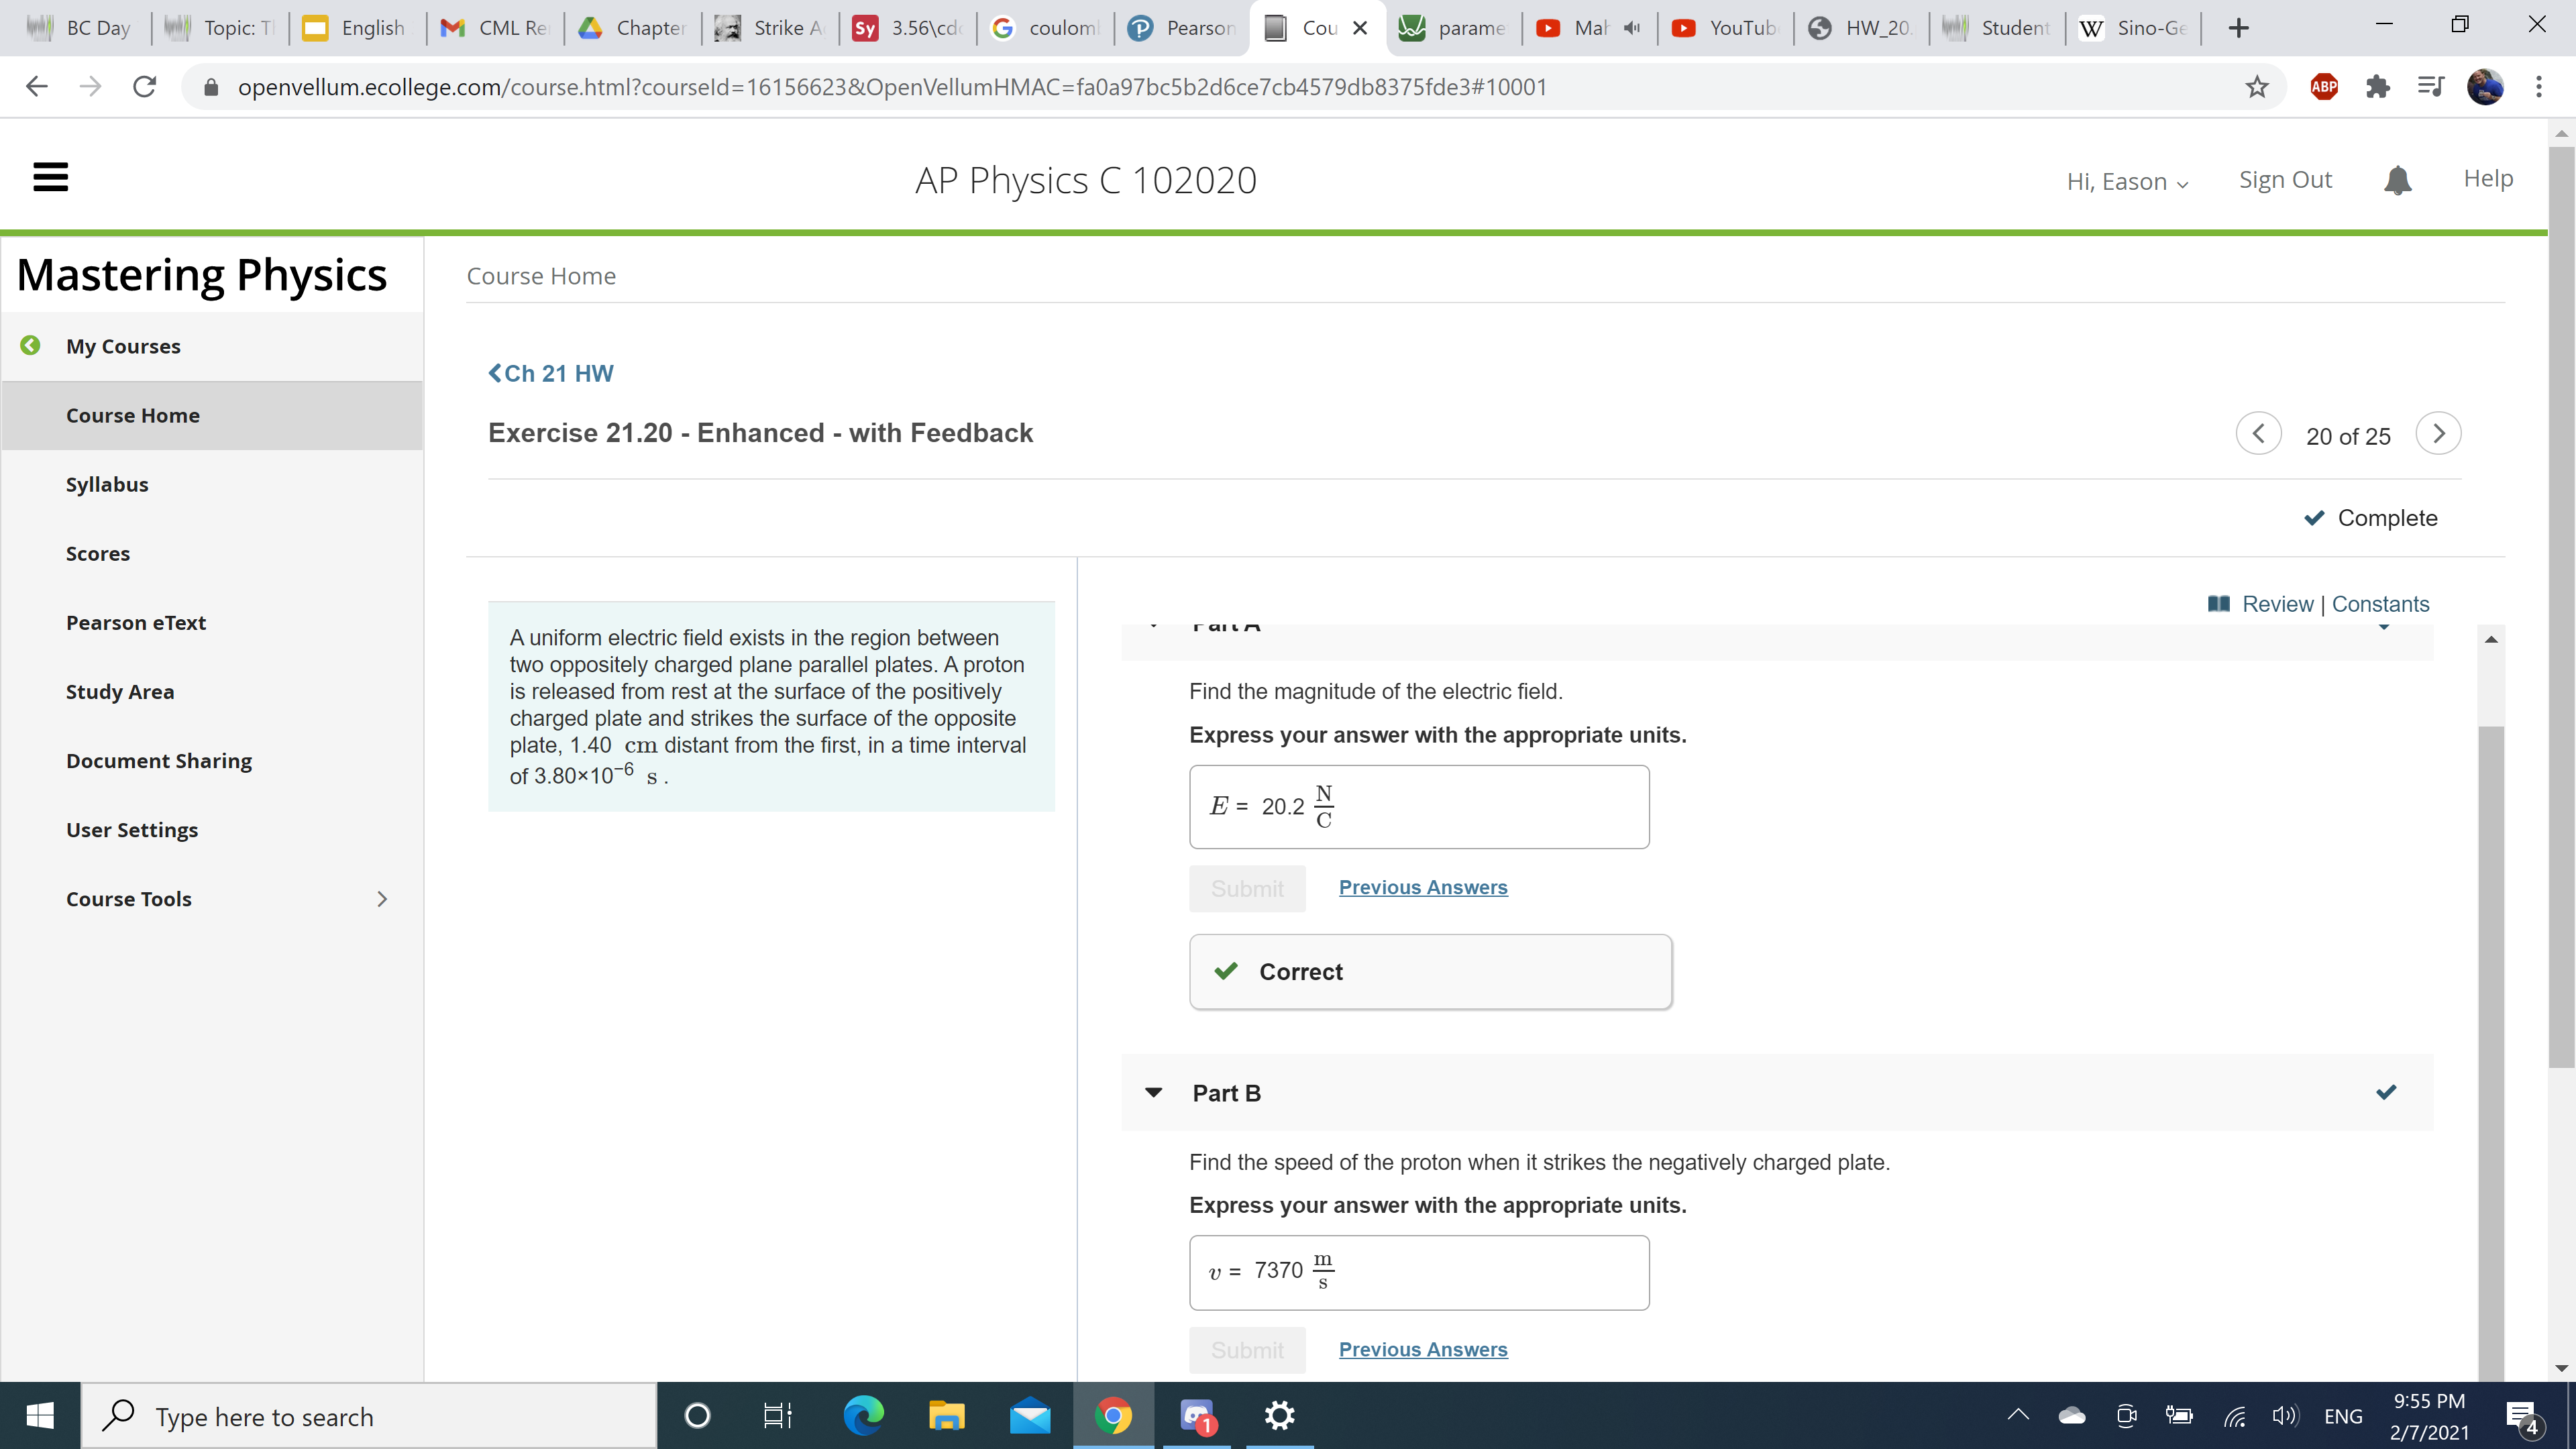 BC Day
Topic: T
English
CML Re
Chapter
Strike A
Sy 3.56\cd
coulom
Pearson
Cou
parame
Mah
YouTub
HW_20.
Student
W Sino-Ge
openvellum.ecollege.com/course.html?courseId=16156623&OpenVellumHMAC=fa0a97bc5b2d6ce7cb4579db8375fde3#10001
ABP
AP Physics C 102020
Hi, Eason
Sign Out
Help
Mastering Physics
My Courses
Course Home
Syllabus
Scores
Pearson eText
Study Area
Document Sharing
User Settings
Course Tools
Course Home
Ch 21 HW
Exercise 21.20 - Enhanced - with Feedback
20 of 25
Complete
A uniform electric field exists in the region between
two oppositely charged plane parallel plates. A proton
is released from rest at the surface of the positively
charged plate and strikes the surface of the opposite
plate, 1.40 cm distant from the first, in a time interval
of 3.80×10⁻⁶ s .
Review | Constants
Part A
Find the magnitude of the electric field.
Express your answer with the appropriate units.
E = 20.2 N/C
Submit
Previous Answers
Correct
Part B
Find the speed of the proton when it strikes the negatively charged plate.
Express your answer with the appropriate units.
v = 7370 m/s
Submit
Previous Answers
Type here to search
1
ENG
9:55 PM
2/7/2021
4